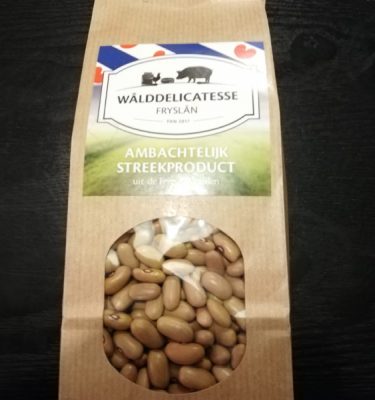 WÂLDDELICATESSE
FRYSLÂN
AMBACHTELIJK
STREEKPRODUCT
uit de